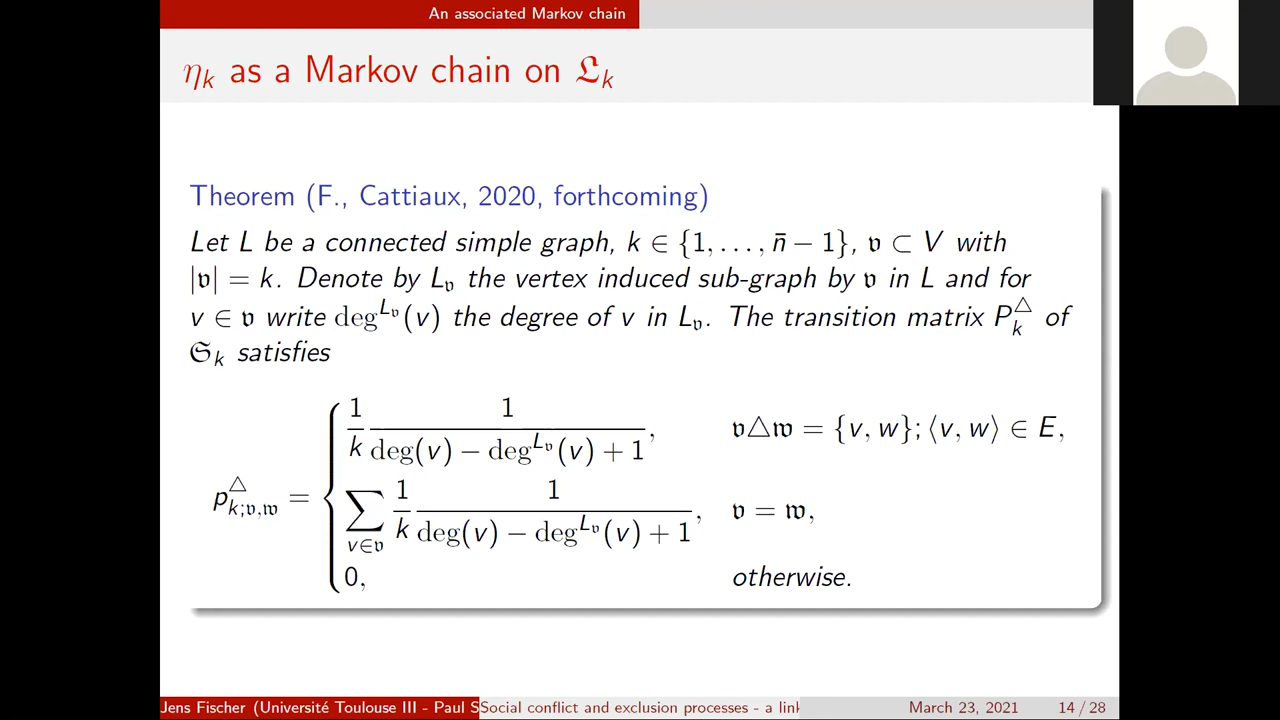 An associated Markov chain
η_k as a Markov chain on 𝔏_k
Theorem (F., Cattiaux, 2020, forthcoming)
Let L be a connected simple graph, k ∈ {1, . . . , n̄ − 1}, 𝔳 ⊂ V with
|𝔳| = k. Denote by L_𝔳 the vertex induced sub-graph by 𝔳 in L and for
v ∈ 𝔳 write deg^{L_𝔳}(v) the degree of v in L_𝔳. The transition matrix P_k^△ of
𝔖_k satisfies
p^△_{k;𝔳,𝔴} = { \frac{1}{k} \frac{1}{deg(v) − deg^{L_𝔳}(v) + 1}, 𝔳△𝔴 = {v, w}; ⟨v, w⟩ ∈ E,
∑_{v∈𝔳} \frac{1}{k} \frac{1}{deg(v) − deg^{L_𝔳}(v) + 1}, 𝔳 = 𝔴,
0, otherwise.
Jens Fischer (Université Toulouse III - Paul S Social conflict and exclusion processes - a link March 23, 2021 14 / 28